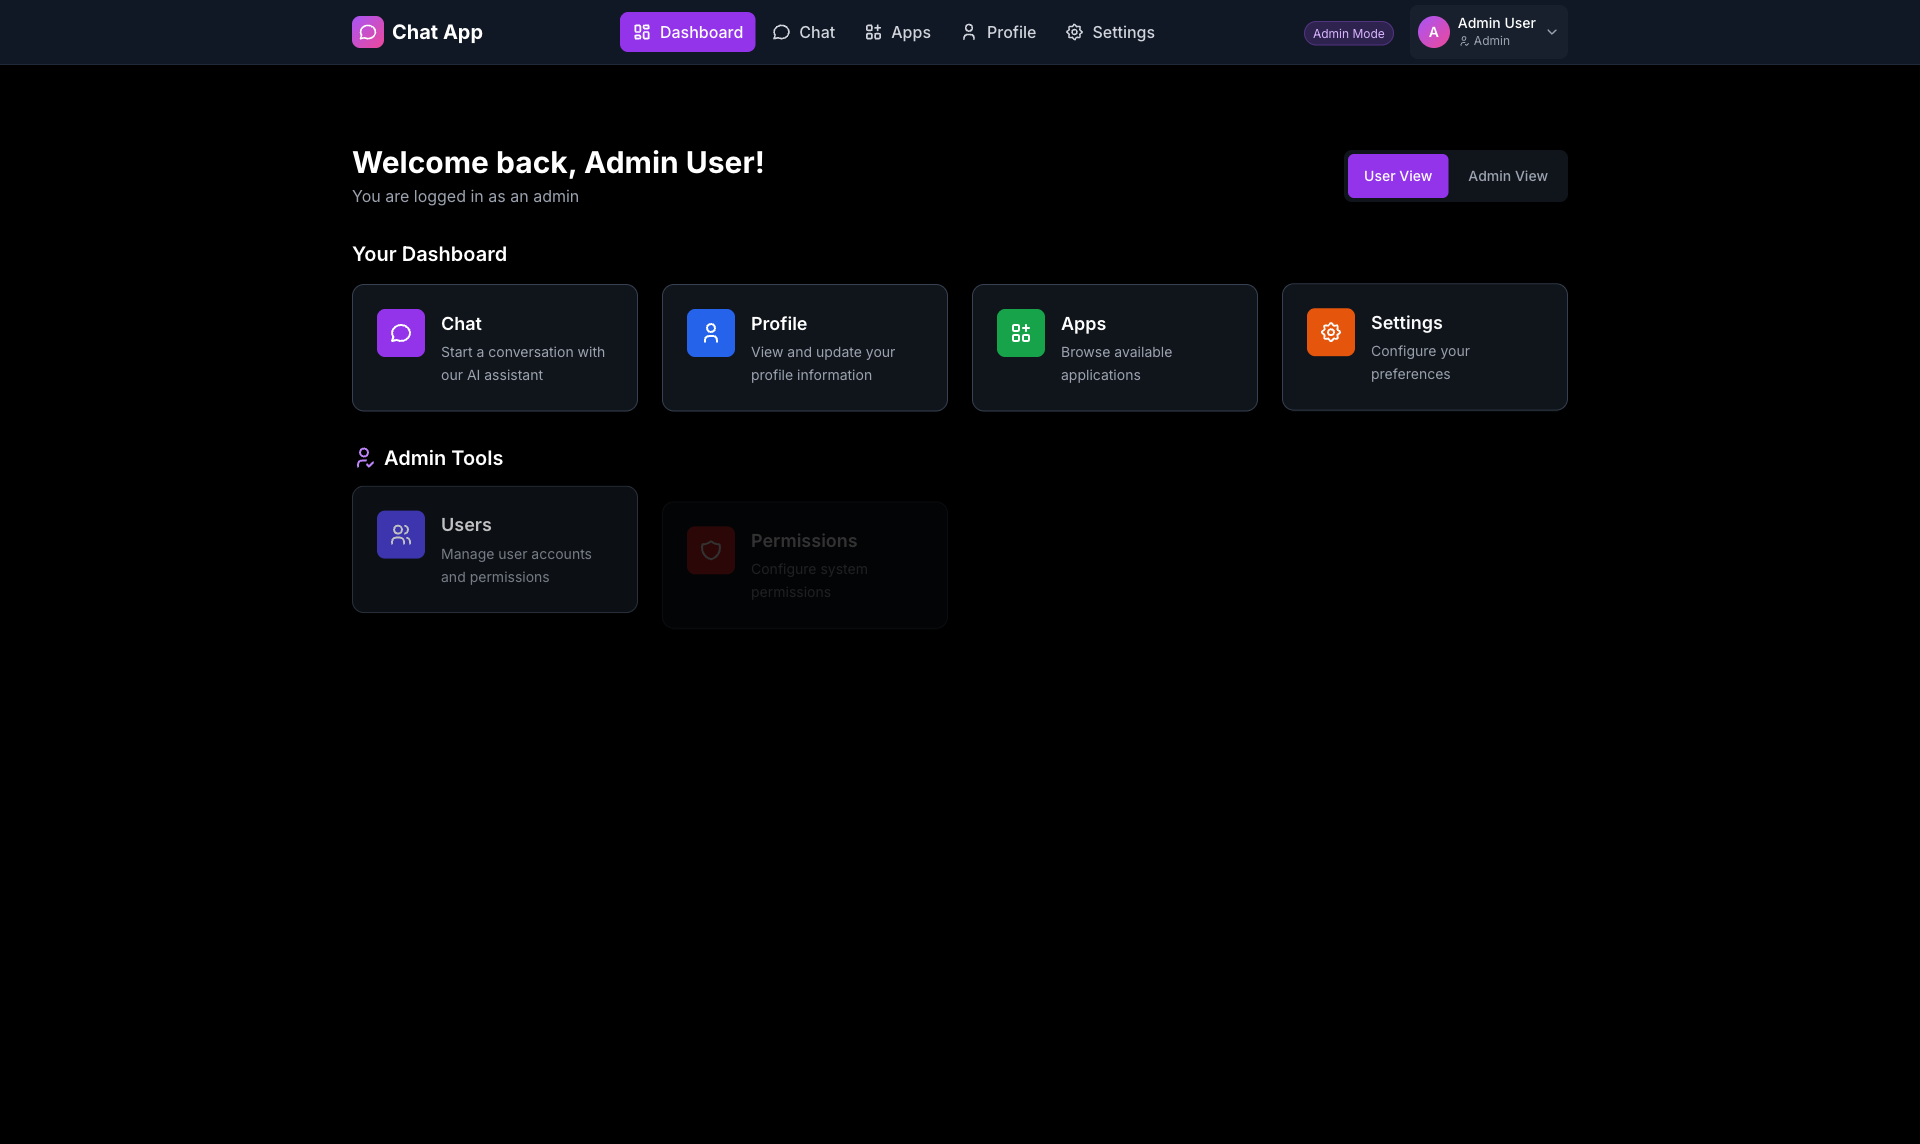 Chat App
Dashboard
Chat
Apps
Profile
Settings
Admin Mode
A
Admin User
Admin
Welcome back, Admin User!
You are logged in as an admin
User View
Admin View
Your Dashboard
Chat
Start a conversation with
our AI assistant
Profile
View and update your
profile information
Apps
Browse available
applications
Settings
Configure your
preferences
Admin Tools
Users
Manage user accounts
and permissions
Permissions
Configure system
permissions